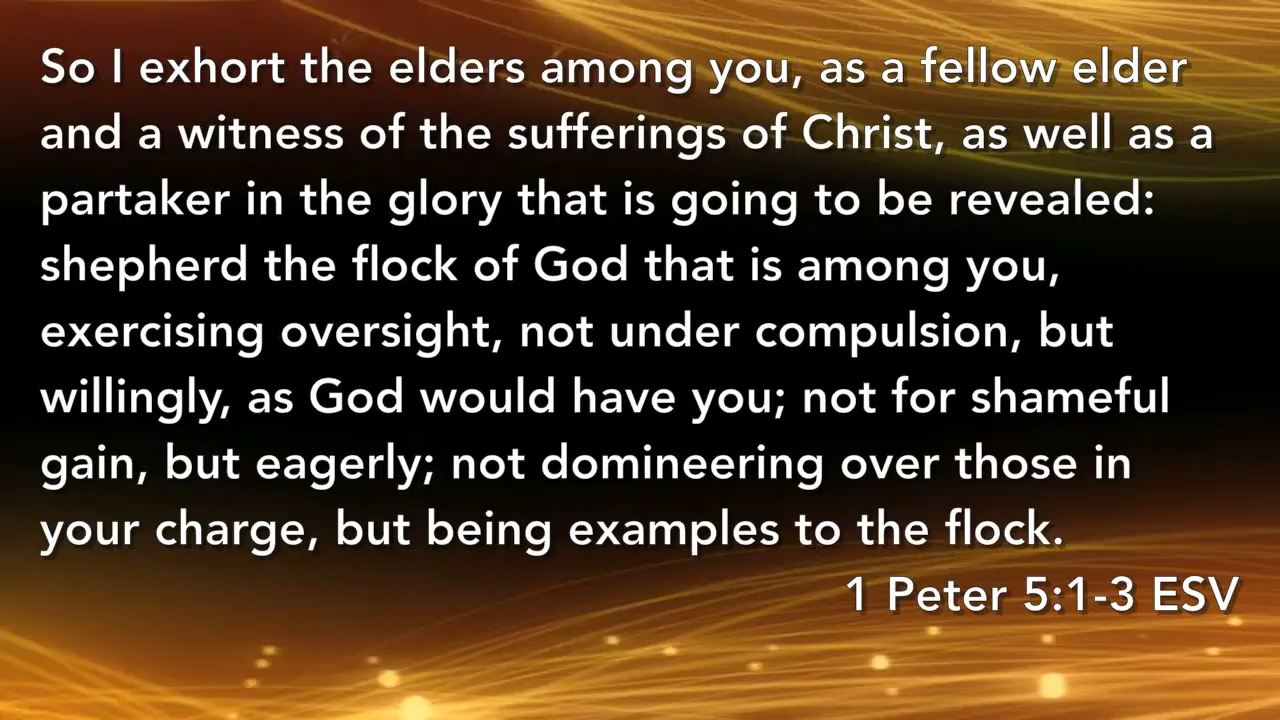 So I exhort the elders among you, as a fellow elder
and a witness of the sufferings of Christ, as well as a
partaker in the glory that is going to be revealed:
shepherd the flock of God that is among you,
exercising oversight, not under compulsion, but
willingly, as God would have you; not for shameful
gain, but eagerly; not domineering over those in
your charge, but being examples to the flock.
1 Peter 5:1-3 ESV